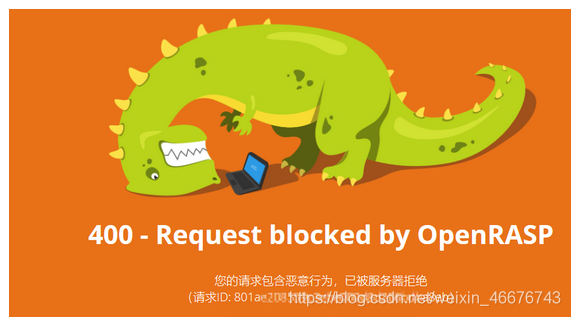 400 - Request blocked by OpenRASP
您的请求包含恶意行为，已被服务器拒绝
（请求ID: 801a
https://blog.csdn.net/weixin_46676743